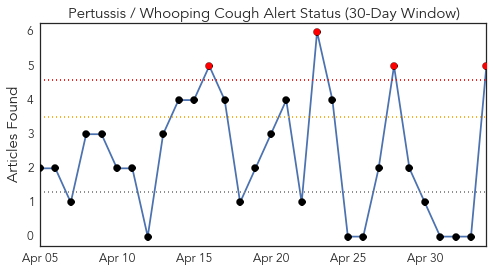 Pertussis / Whooping Cough Alert Status (30-Day Window)
Articles Found
6
5
4
3
2
1
0
Apr 05 Apr 10 Apr 15 Apr 20 Apr 25 Apr 30